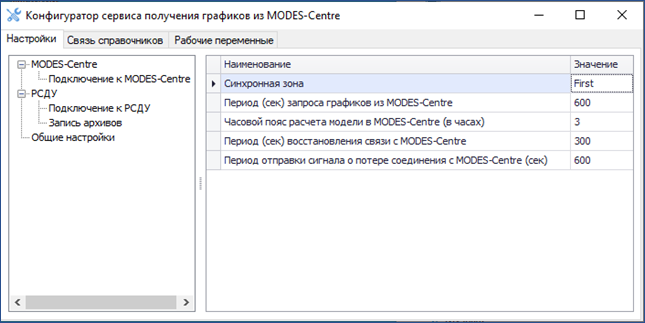 Конфигуратор сервиса получения графиков из MODES-Centre
Настройки Связь справочников Рабочие переменные
MODES-Centre
Подключение к MODES-Centre
РСДУ
Подключение к РСДУ
Запись архивов
Общие настройки
Наименование Значение
Синхронная зона First
Период (сек) запроса графиков из MODES-Centre 600
Часовой пояс расчета модели в MODES-Centre (в часах) 3
Период (сек) восстановления связи с MODES-Centre 300
Период отправки сигнала о потере соединения с MODES-Centre (сек) 600